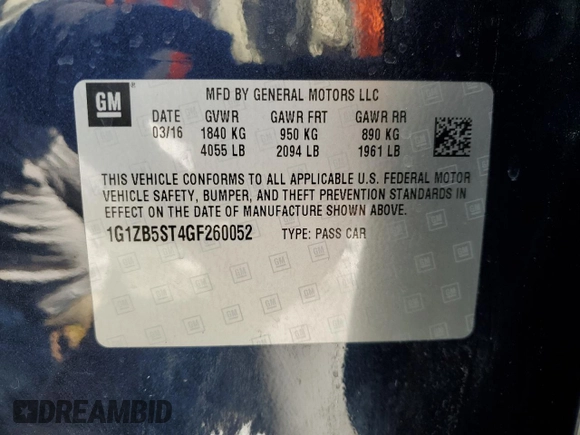 GM
MFD BY GENERAL MOTORS LLC
DATE GVWR GAWR FRT GAWR RR
03/16 1840 KG 950 KG 890 KG
4055 LB 2094 LB 1961 LB
THIS VEHICLE CONFORMS TO ALL APPLICABLE U.S. FEDERAL MOTOR
VEHICLE SAFETY, BUMPER, AND THEFT PREVENTION STANDARDS IN
EFFECT ON THE DATE OF MANUFACTURE SHOWN ABOVE.
1G1ZB5ST4GF260052 TYPE: PASS CAR
DREAMBID